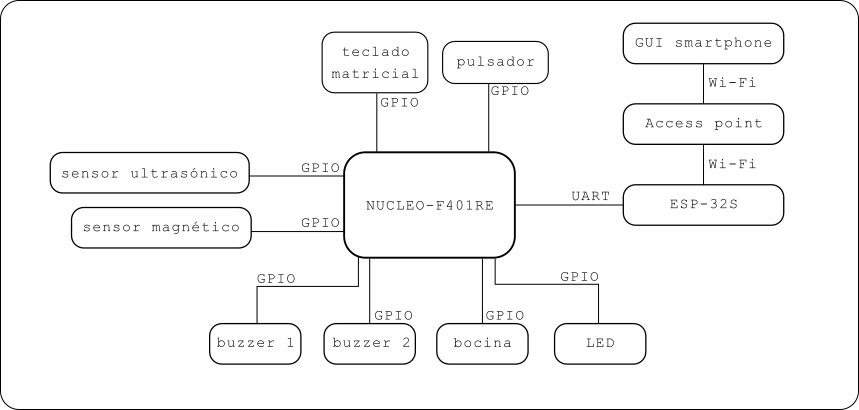 teclado
matricial
GPIO
pulsador
GPIO
GUI smartphone
Wi-Fi
Access point
Wi-Fi
ESP-32S
UART
sensor ultrasónico
GPIO
sensor magnético
GPIO
NUCLEO-F401RE
GPIO
GPIO
GPIO
GPIO
buzzer 1
buzzer 2
bocina
LED